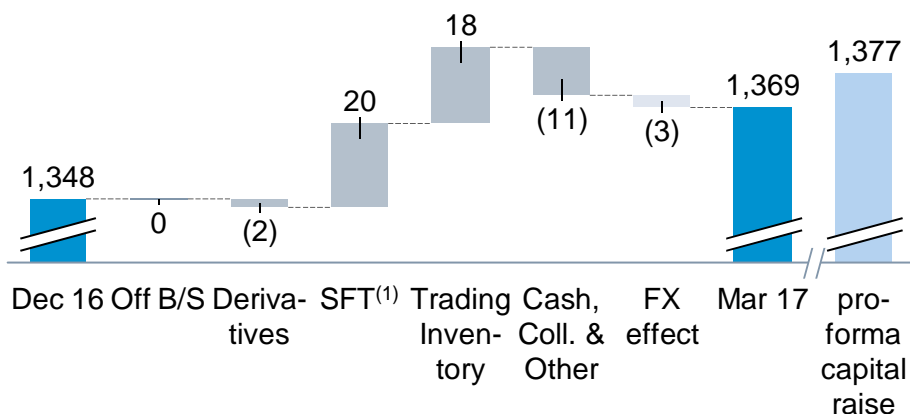 18
1,377
20
1,369
(11)
(3)
1,348
0
(2)
Dec 16 Off B/S Deriva- SFT(1) Trading Cash, FX Mar 17 pro-
tives Inven- Coll. & effect forma
tory Other capital
raise